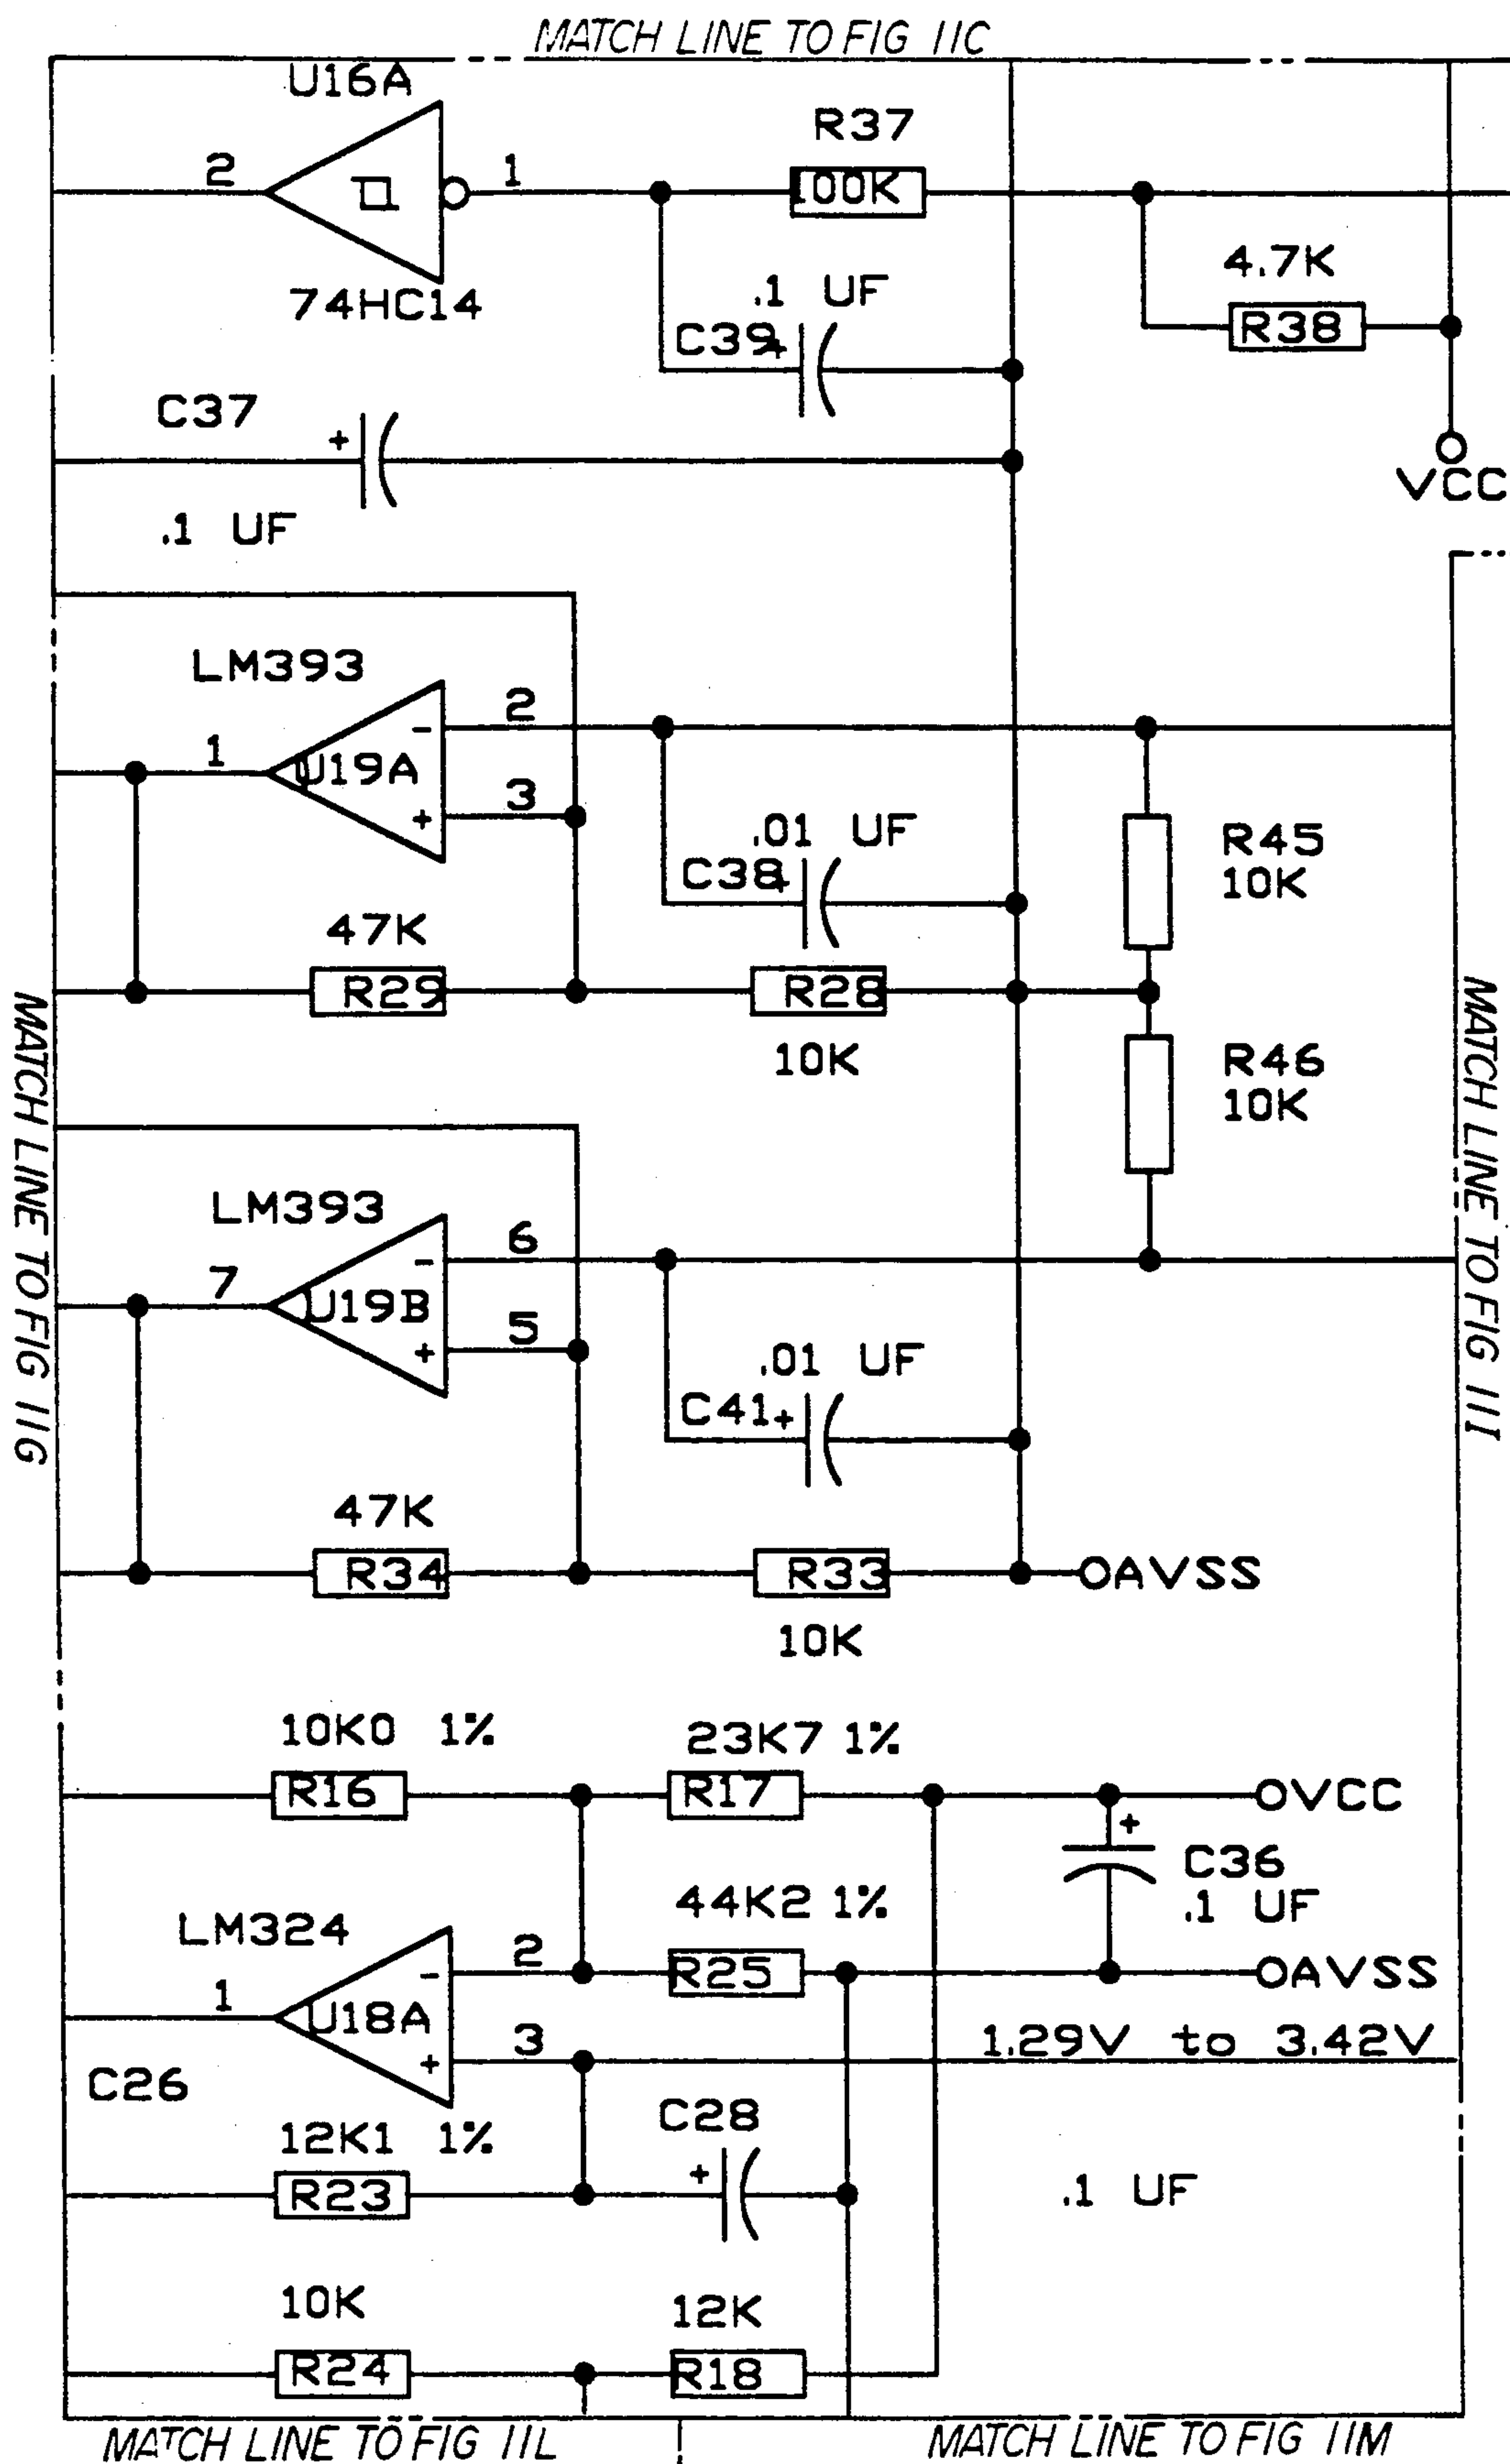 MATCH LINE TO FIG 11C
U16A
R37
2
1
100K
4.7K
.1 UF
74HC14
C39
+
R38
C37
+
VCC
.1 UF
LM393
2
-
1
U19A
3
+
.01 UF
R45
10K
C38
+
47K
R29
R28
10K
R46
10K
MATCH LINE TO FIG 11G
MATCH LINE TO FIG 11I
LM393
6
-
7
U19B
5
+
.01 UF
C41
+
47K
R34
R33
AVSS
10K
10K0 1%
23K7 1%
R16
R17
VCC
+
C36
.1 UF
44K2 1%
LM324
2
-
R25
AVSS
1
U18A
3
+
1.29V to 3.42V
C26
C28
12K1 1%
+
R23
.1 UF
10K
12K
R24
R18
MATCH LINE TO FIG 11L
MATCH LINE TO FIG 11M